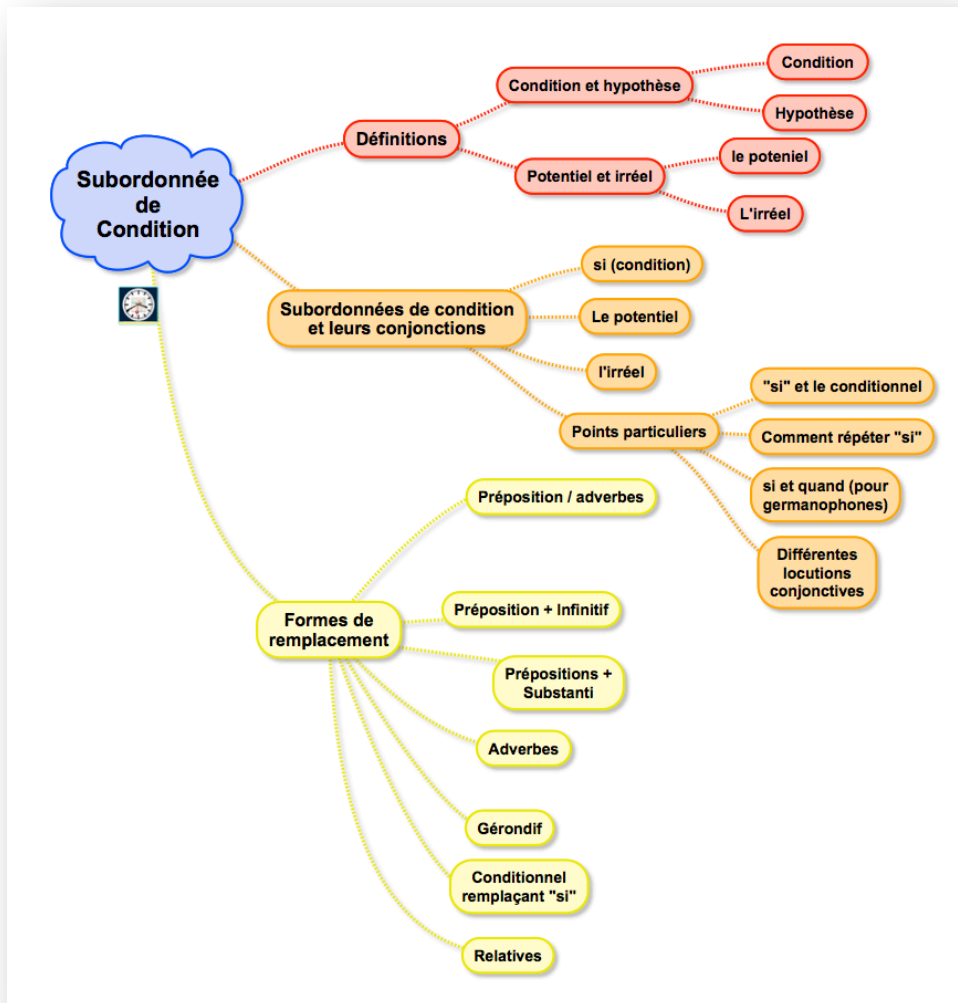 Subordonnée
de
Condition
Définitions
Condition et hypothèse
Condition
Hypothèse
Potentiel et irréel
le poteniel
L'irréel
Subordonnées de condition
et leurs conjonctions
si (condition)
Le potentiel
l'irréel
Points particuliers
"si" et le conditionnel
Comment répéter "si"
si et quand (pour
germanophones)
Différentes
locutions
conjonctives
Formes de
remplacement
Préposition / adverbes
Préposition + Infinitif
Prépositions +
Substanti
Adverbes
Gérondif
Conditionnel
remplaçant "si"
Relatives